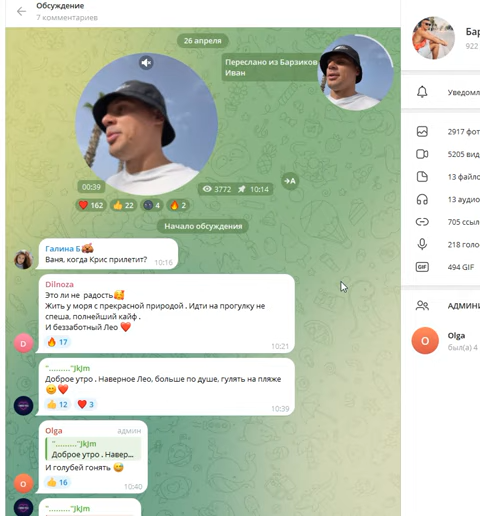 Обсуждение
7 комментариев
26 апреля
Переслано из Барзиков
Иван
00:39
3772 10:14
→A
162 22 4 2
Начало обсуждения
Галина Б
Ваня, когда Крис прилетит? 10:16
Dilnoza
Это ли не радость
Жить у моря с прекрасной природой . Идти на прогулку не
спеша, полнейший кайф .
И беззаботный Лео
17
10:21
D
"........."JkJm
Доброе утро . Наверное Лео, больше по душе, гулять на пляже
12 3
10:39
Olga админ
"........."JkJm
Доброе утро . Навер...
И голубей гонять
16
10:40
O
"........."JkJm
Бар
922
Уведомл
2917 фот
5205 вид
13 файло
13 аудио
705 ссыл
218 голо
GIF 494 GIF
АДМИНИ
O
Olga
был(а) 4